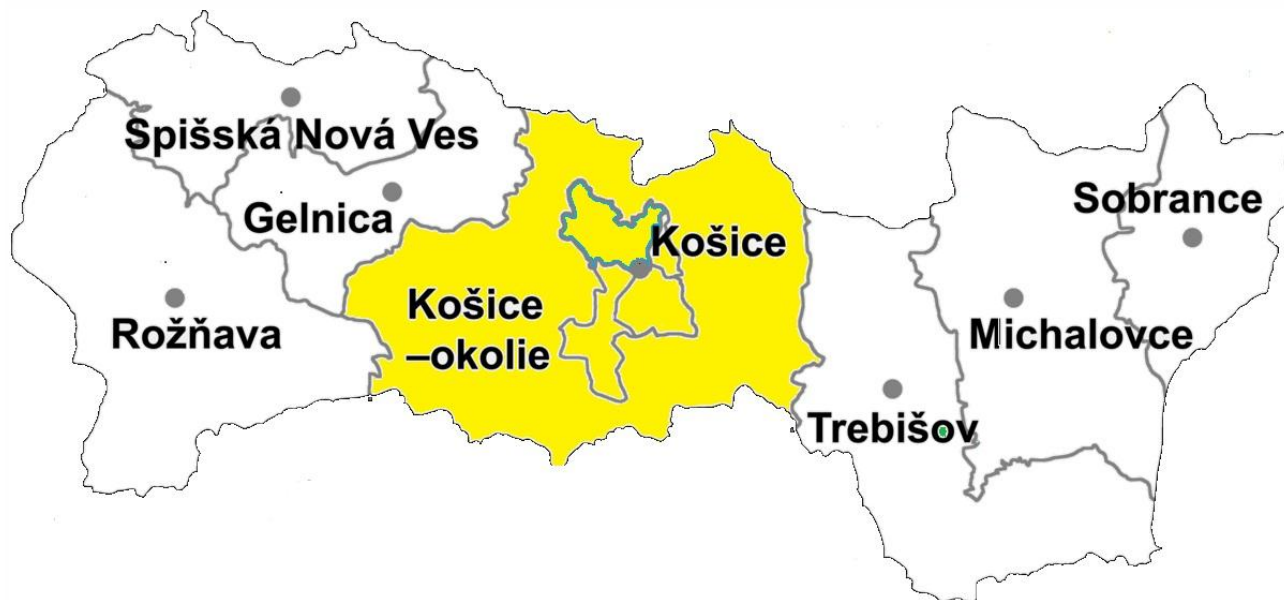 Spišská Nová Ves
Gelnica
Rožňava
Košice
Košice
–okolie
Sobrance
Michalovce
Trebišov